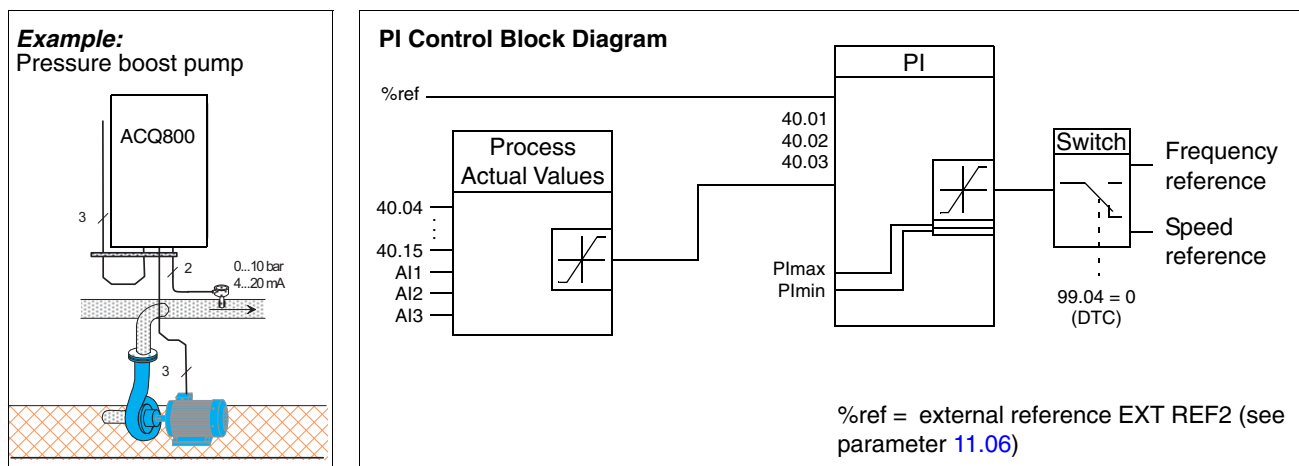 Example:
Pressure boost pump
ACQ800
3
2
0...10 bar
4...20 mA
3
PI Control Block Diagram
%ref
Process
Actual Values
40.04
40.15
AI1
AI2
AI3
PI
40.01
40.02
40.03
PImax
PImin
Switch
Frequency
reference
Speed
reference
99.04 = 0
(DTC)
%ref = external reference EXT REF2 (see
parameter 11.06)